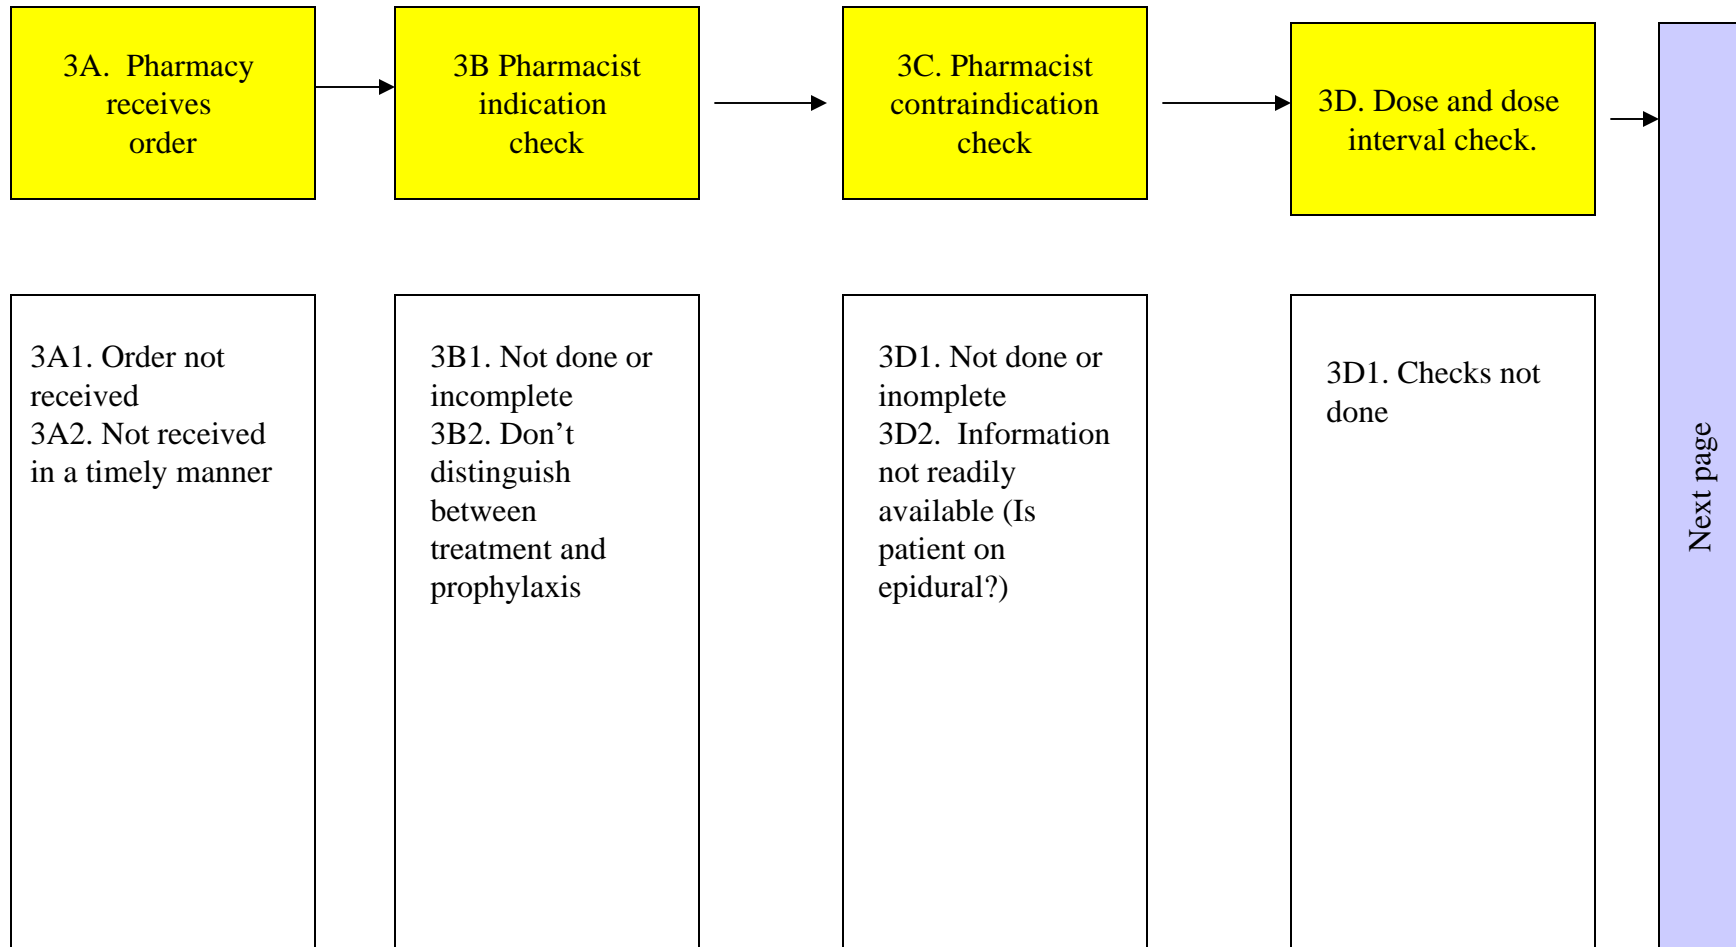 3A. Pharmacy
receives
order
3B Pharmacist
indication
check
3C. Pharmacist
contraindication
check
3D. Dose and dose
interval check.
3A1. Order not
received
3A2. Not received
in a timely manner
3B1. Not done or
incomplete
3B2. Don’t
distinguish
between
treatment and
prophylaxis
3D1. Not done or
inomplete
3D2. Information
not readily
available (Is
patient on
epidural?)
3D1. Checks not
done
Next page